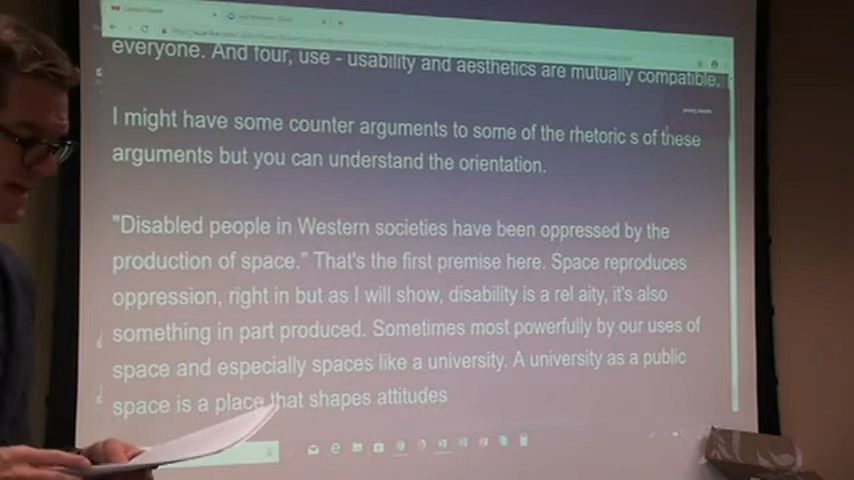 everyone. And four, use - usability and aesthetics are mutually compatible.
I might have some counter arguments to some of the rhetoric s of these
arguments but you can understand the orientation.
"Disabled people in Western societies have been oppressed by the
production of space." That's the first premise here. Space reproduces
oppression, right in but as I will show, disability is a rel aity, it's also
something in part produced. Sometimes most powerfully by our uses of
space and especially spaces like a university. A university as a public
space is a place that shapes attitudes